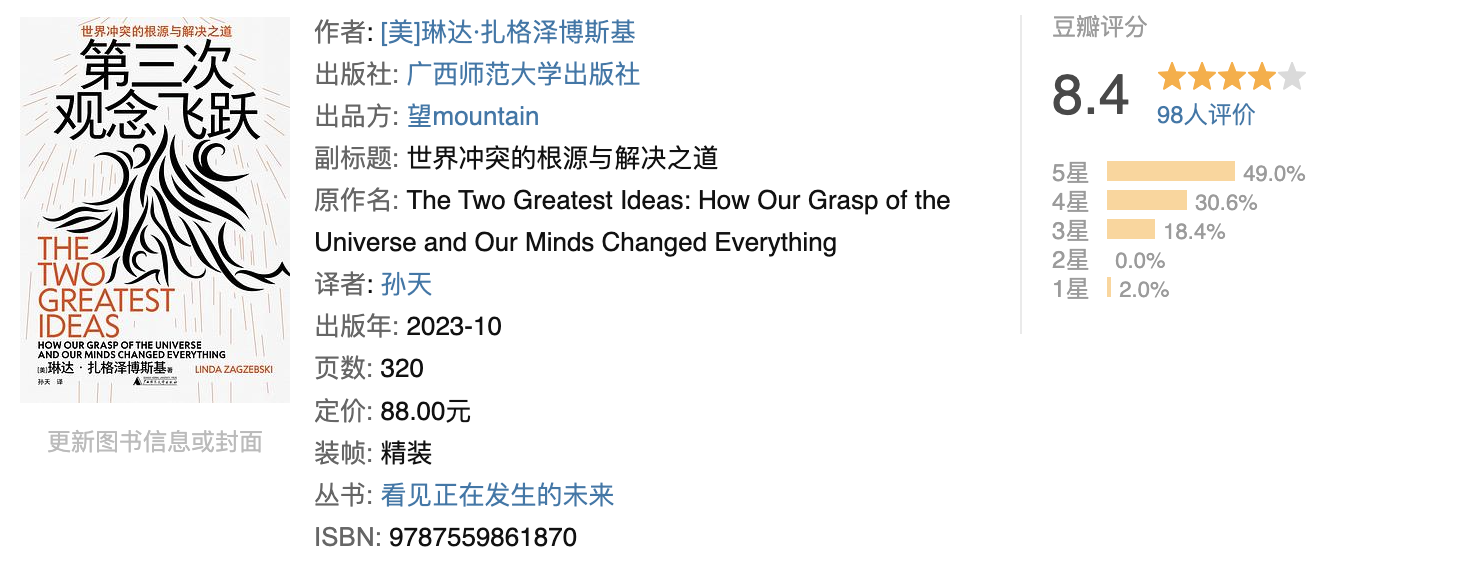 世界冲突的根源与解决之道
第三次
观念飞跃
THE
TWO
GREATEST
IDEAS
HOW OUR GRASP OF THE UNIVERSE
AND OUR MINDS CHANGED EVERYTHING
[美]琳达·扎格泽博斯基著
LINDA ZAGZEBSKI
孙天 译
更新图书信息或封面
作者: [美]琳达·扎格泽博斯基
出版社: 广西师范大学出版社
出品方: 望mountain
副标题: 世界冲突的根源与解决之道
原作名: The Two Greatest Ideas: How Our Grasp of the
Universe and Our Minds Changed Everything
译者: 孙天
出版年: 2023-10
页数: 320
定价: 88.00元
装帧: 精装
丛书: 看见正在发生的未来
ISBN: 9787559861870
豆瓣评分
8.4
98人评价
5星 49.0%
4星 30.6%
3星 18.4%
2星 0.0%
1星 2.0%